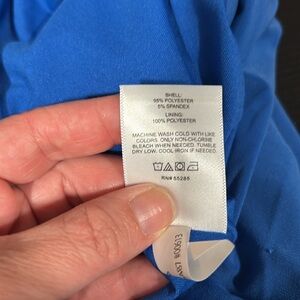 SHELL:
95% POLYESTER
5% SPANDEX
LINING:
100% POLYESTER
MACHINE WASH COLD WITH LIKE
COLORS. ONLY NON-CHLORINE
BLEACH WHEN NEEDED. TUMBLE
DRY LOW. COOL IRON IF NEEDED.
RN# 55285